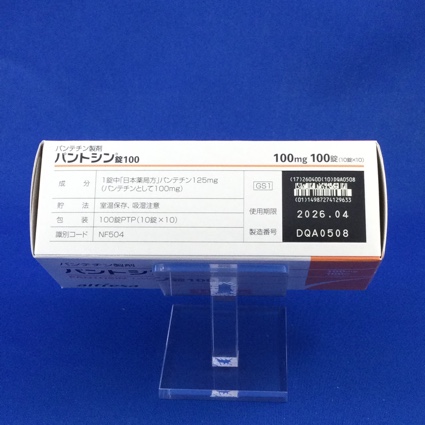 パンテチン製剤
パントシン®錠100
100mg 100錠(10錠×10)
成 分 1錠中「日本薬局方」パンテチン125mg
(パンテチンとして100mg)
貯 法 室温保存、吸湿注意
包 装 100錠PTP(10錠×10)
識別コード NF504
GS1
(17)260400(10)DQA0508
(01)14987274129633
使用期限 2026.04
製造番号 DQA0508
パンテチン製剤
パントシン錠100
alfresa